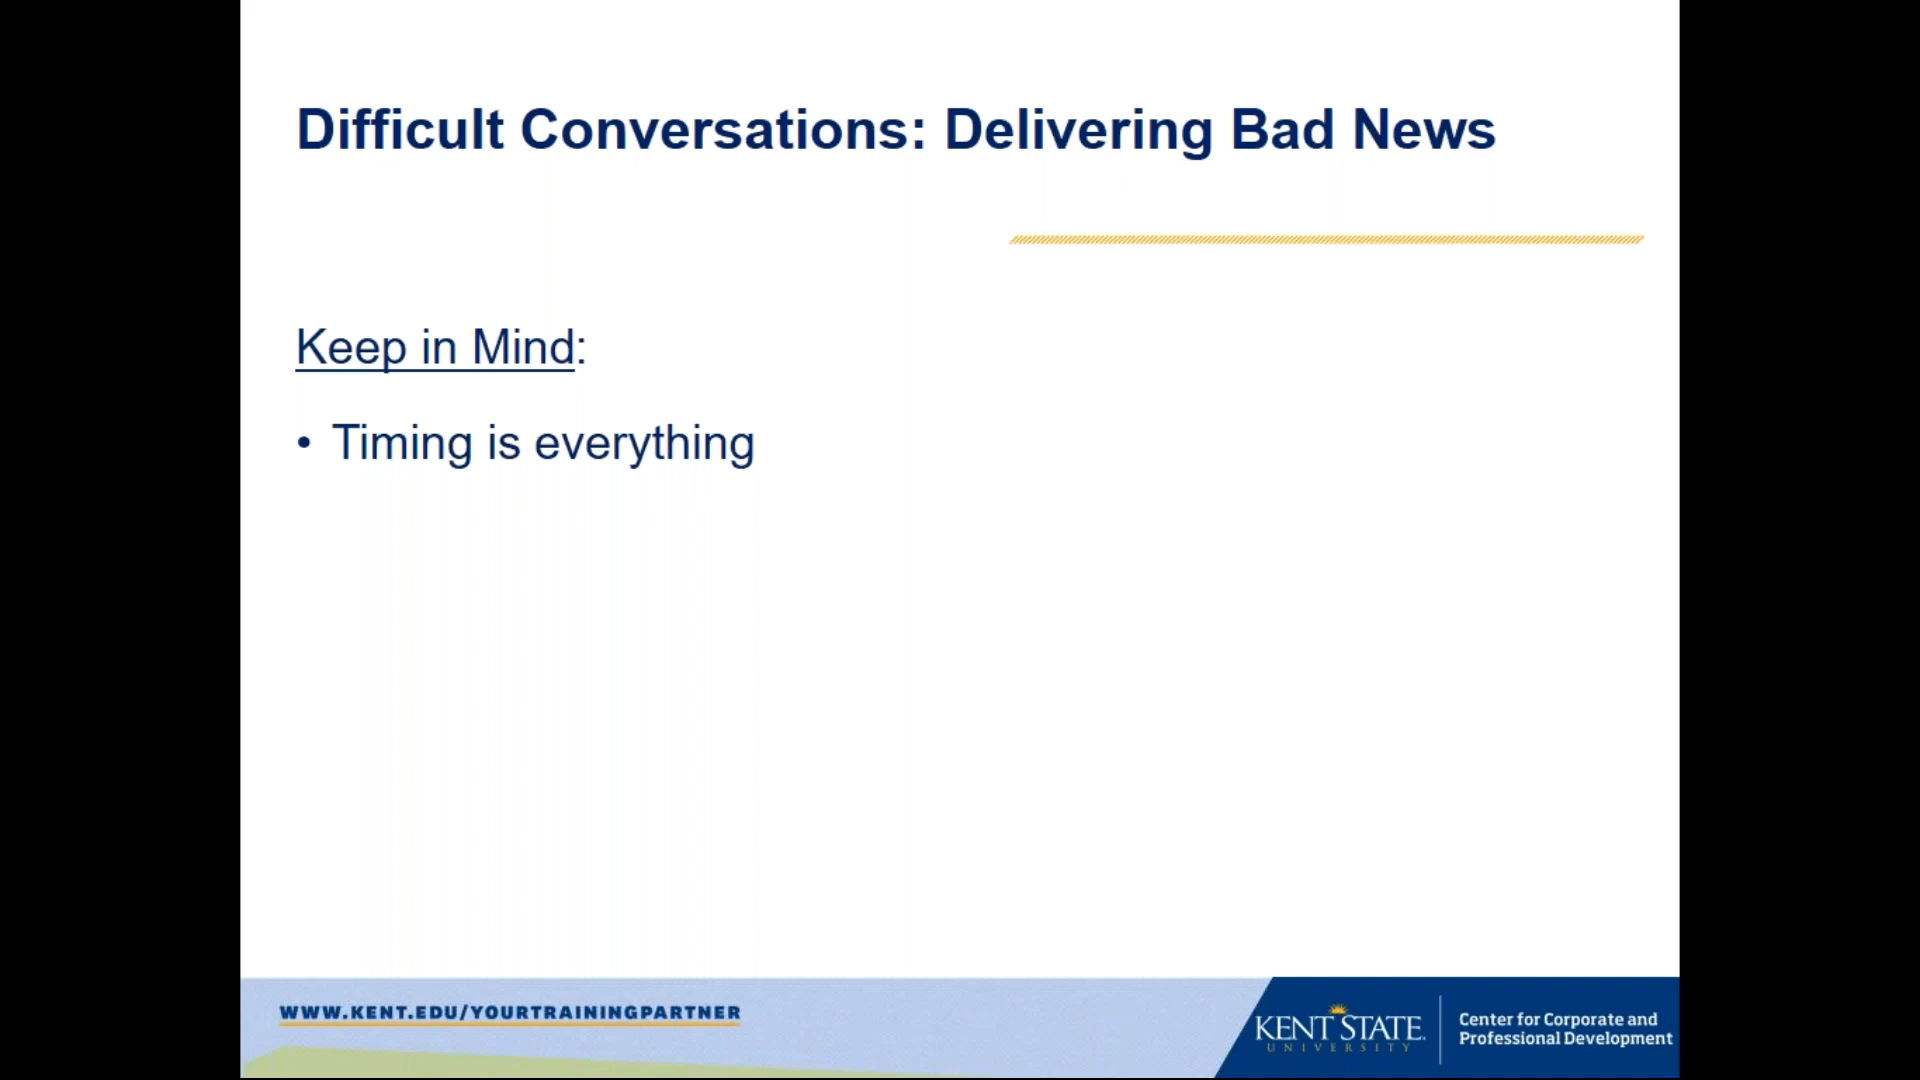 Difficult Conversations: Delivering Bad News
Keep in Mind:
• Timing is everything
WWW.KENT.EDU/YOURTRAININGPARTNER
KENT STATE
UNIVERSITY
Center for Corporate and
Professional Development